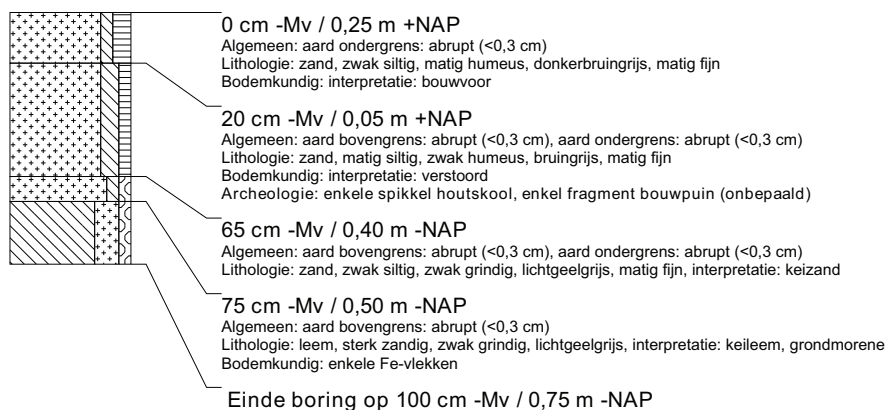 0 cm -Mv / 0,25 m +NAP
Algemeen: aard ondergrens: abrupt (<0,3 cm)
Lithologie: zand, zwak siltig, matig humeus, donkerbruingrijs, matig fijn
Bodemkundig: interpretatie: bouwvoor
20 cm -Mv / 0,05 m +NAP
Algemeen: aard bovengrens: abrupt (<0,3 cm), aard ondergrens: abrupt (<0,3 cm)
Lithologie: zand, matig siltig, zwak humeus, bruingrijs, matig fijn
Bodemkundig: interpretatie: verstoord
Archeologie: enkele spikkel houtskool, enkel fragment bouwpuin (onbepaald)
65 cm -Mv / 0,40 m -NAP
Algemeen: aard bovengrens: abrupt (<0,3 cm), aard ondergrens: abrupt (<0,3 cm)
Lithologie: zand, zwak siltig, zwak grindig, lichtgeelgrijs, matig fijn, interpretatie: keizand
75 cm -Mv / 0,50 m -NAP
Algemeen: aard bovengrens: abrupt (<0,3 cm)
Lithologie: leem, sterk zandig, zwak grindig, lichtgeelgrijs, interpretatie: keileem, grondmorene
Bodemkundig: enkele Fe-vlekken
Einde boring op 100 cm -Mv / 0,75 m -NAP